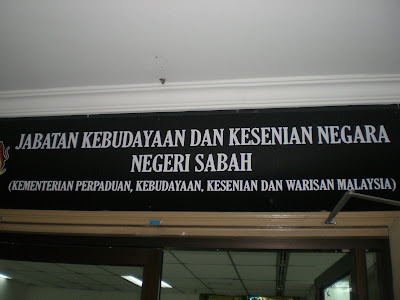 JABATAN KEBUDAYAAN DAN KESENIAN NEGARA
NEGERI SABAH
(KEMENTERIAN PERPADUAN, KEBUDAYAAN, KESENIAN DAN WARISAN MALAYSIA)